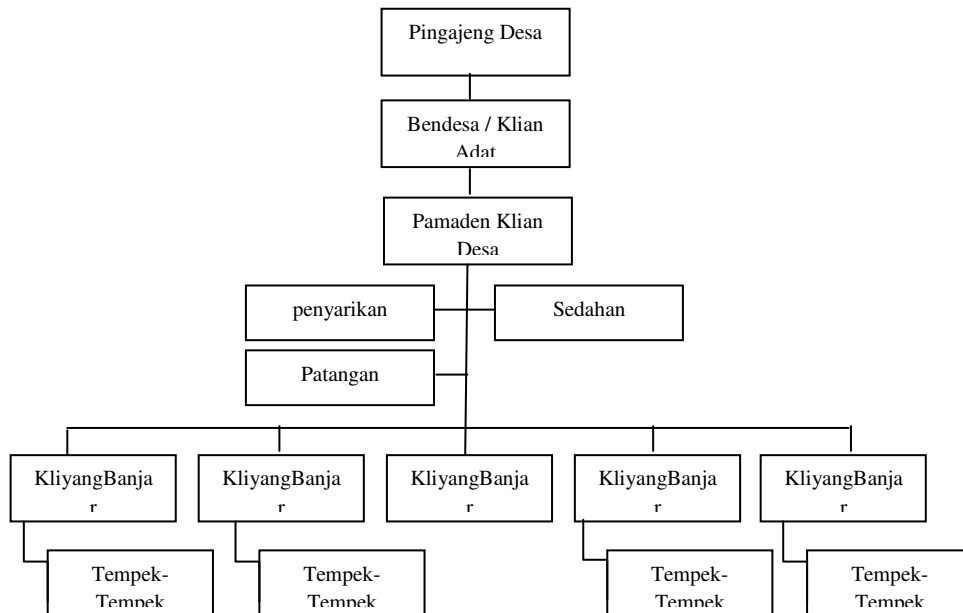 Pingajeng Desa
Bendesa / Klian
Adat
Pamaden Klian
Desa
penyarikan
Sedahan
Patangan
KliyangBanja
r
KliyangBanja
r
KliyangBanja
r
KliyangBanja
r
KliyangBanja
r
Tempek-
Tempek
Tempek-
Tempek
Tempek-
Tempek
Tempek-
Tempek